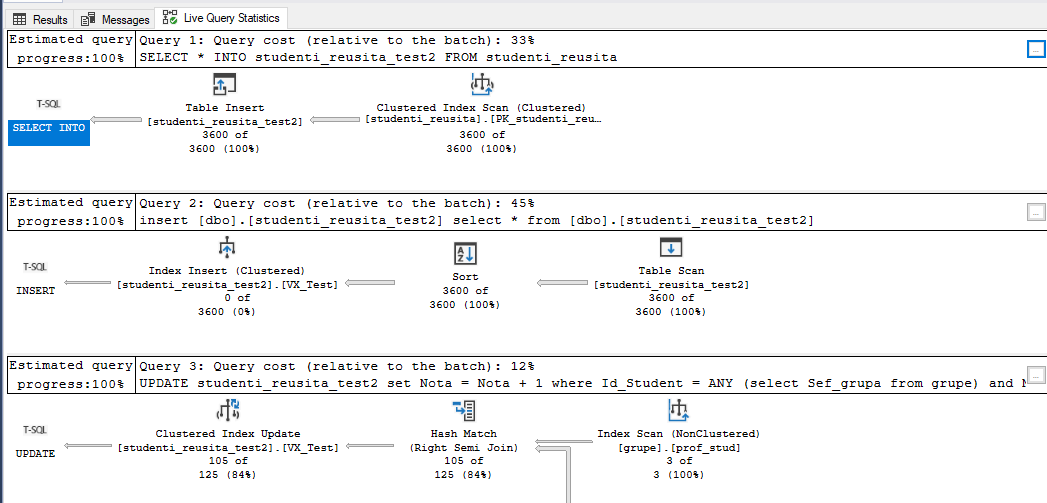 Results Messages Live Query Statistics
Estimated query Query 1: Query cost (relative to the batch): 33%
progress:100% SELECT * INTO studenti_reusita_test2 FROM studenti_reusita
...
T-SQL
SELECT INTO
Table Insert
[studenti_reusita_test2]
3600 of
3600 (100%)
Clustered Index Scan (Clustered)
[studenti_reusita].[PK_studenti_reu…
3600 of
3600 (100%)
Estimated query Query 2: Query cost (relative to the batch): 45%
progress:100% insert [dbo].[studenti_reusita_test2] select * from [dbo].[studenti_reusita_test2]
...
T-SQL
INSERT
Index Insert (Clustered)
[studenti_reusita_test2].[VX_Test]
0 of
3600 (0%)
Sort
3600 of
3600 (100%)
Table Scan
[studenti_reusita_test2]
3600 of
3600 (100%)
Estimated query Query 3: Query cost (relative to the batch): 12%
progress:100% UPDATE studenti_reusita_test2 set Nota = Nota + 1 where Id_Student = ANY (select Sef_grupa from grupe) and
...
T-SQL
UPDATE
Clustered Index Update
[studenti_reusita_test2].[VX_Test]
105 of
125 (84%)
Hash Match
(Right Semi Join)
105 of
125 (84%)
Index Scan (NonClustered)
[grupe].[prof_stud]
3 of
3 (100%)